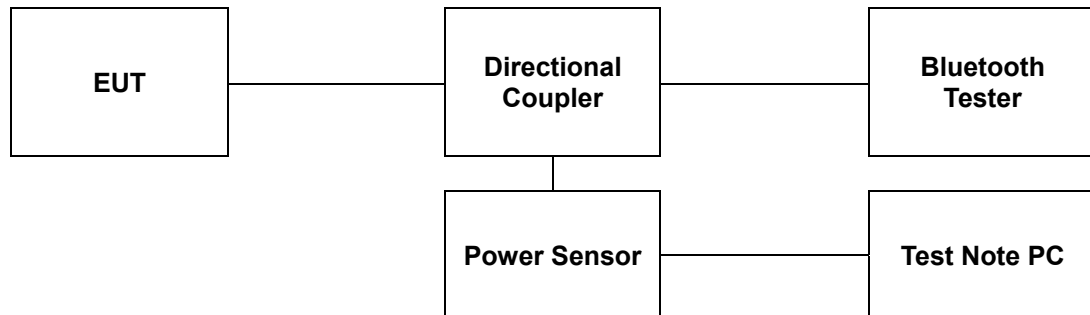 EUT
Directional
Coupler
Bluetooth
Tester
Power Sensor
Test Note PC